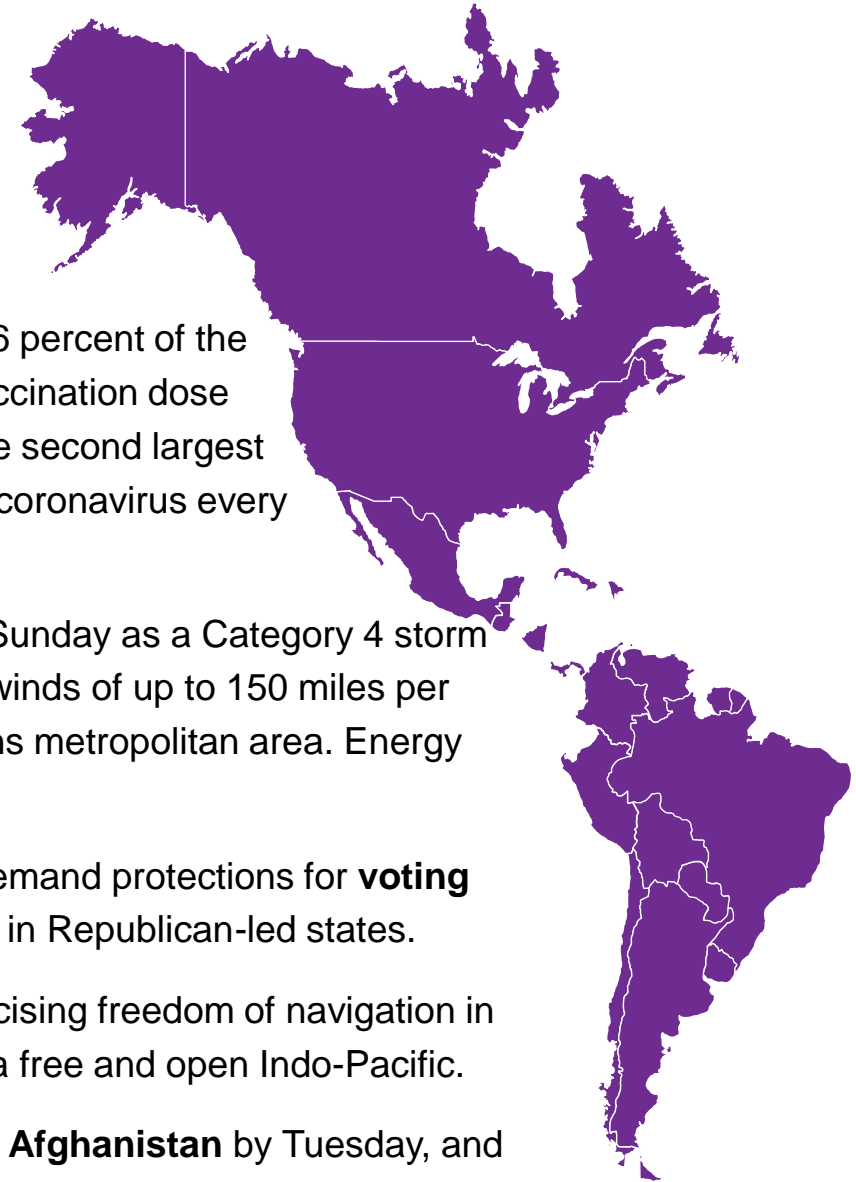 6 percent of the
ccination dose
e second largest
coronavirus every
Sunday as a Category 4 storm
winds of up to 150 miles per
ns metropolitan area. Energy
emand protections for voting
in Republican-led states.
cising freedom of navigation in
a free and open Indo-Pacific.
Afghanistan by Tuesday, and